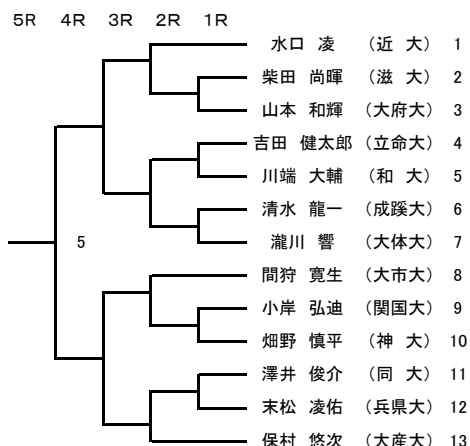 5R 4R 3R 2R 1R
水口 凌 （近 大） 1
柴田 尚暉 （滋 大） 2
山本 和輝 （大府大） 3
吉田 健太郎 （立命大） 4
川端 大輔 （和 大） 5
清水 龍一 （成蹊大） 6
5
瀧川 響 （大体大） 7
間狩 寛生 （大市大） 8
小岸 弘迪 （関国大） 9
畑野 慎平 （神 大） 10
澤井 俊介 （同 大） 11
末松 凌佑 （兵県大） 12
保村 悠次 （大産大） 13